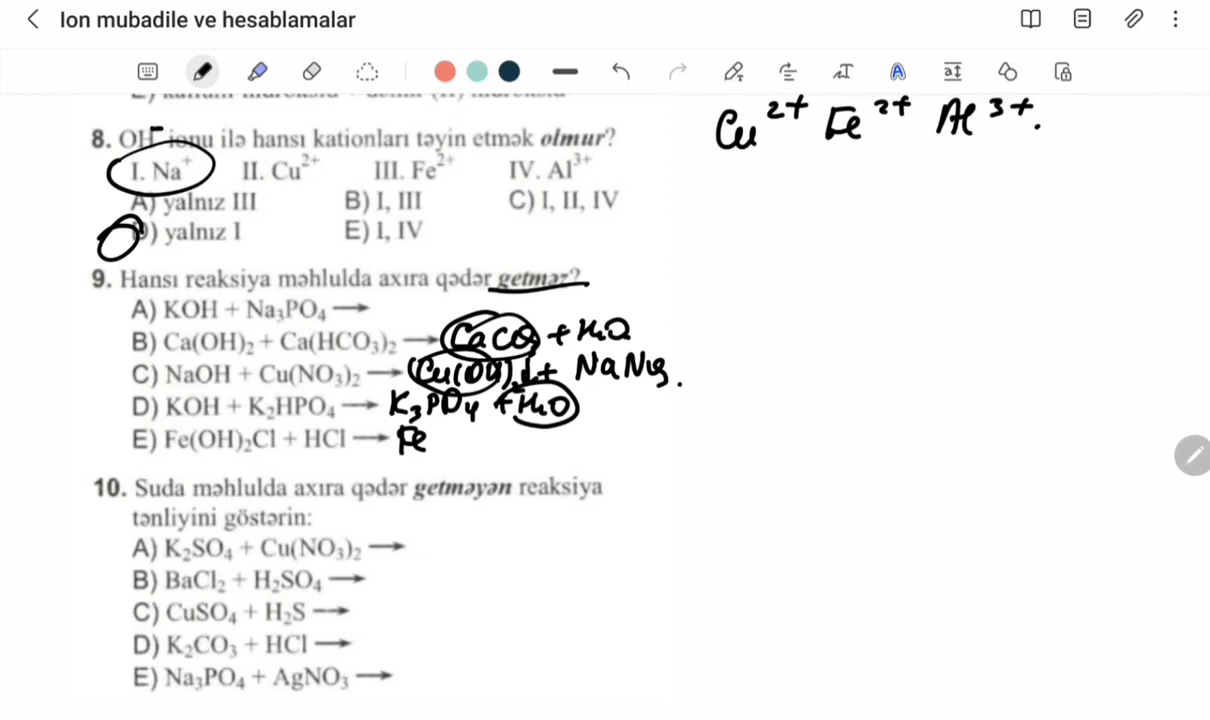 Ion mubadile ve hesablamalar
Cu²⁺ Fe²⁺ Al³⁺.
8. OH⁻ ionu ilə hansı kationları təyin etmək olmur?
I. Na⁺ II. Cu²⁺ III. Fe²⁺ IV. Al³⁺
A) yalnız III B) I, III C) I, II, IV
D) yalnız I E) I, IV
9. Hansı reaksiya məhlulda axıra qədər getməz?
A) KOH + Na₃PO₄ →
B) Ca(OH)₂ + Ca(HCO₃)₂ → CaCO₃ + H₂O
C) NaOH + Cu(NO₃)₂ → Cu(OH)₂↓ + NaNO₃.
D) KOH + K₂HPO₄ → K₃PO₄ + H₂O
E) Fe(OH)₂Cl + HCl → Fe
10. Suda məhlulda axıra qədər getməyən reaksiya
tənliyini göstərin:
A) K₂SO₄ + Cu(NO₃)₂ →
B) BaCl₂ + H₂SO₄ →
C) CuSO₄ + H₂S →
D) K₂CO₃ + HCl →
E) Na₃PO₄ + AgNO₃ →